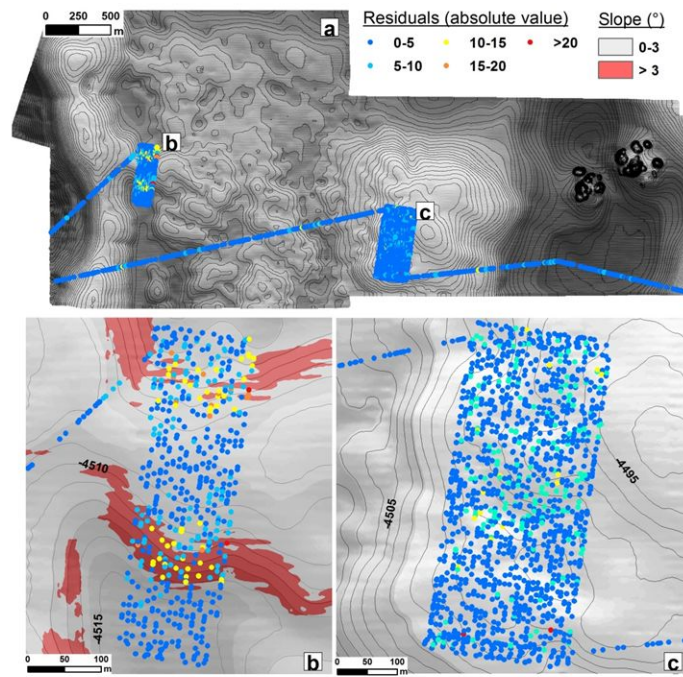 0 250 500
m
a
Residuals (absolute value)
0-5 10-15 >20
5-10 15-20
Slope (°)
0-3
> 3
b
c
-4510
-4515
0 50 100
m
b
-4505
-4495
0 50 100
m
c